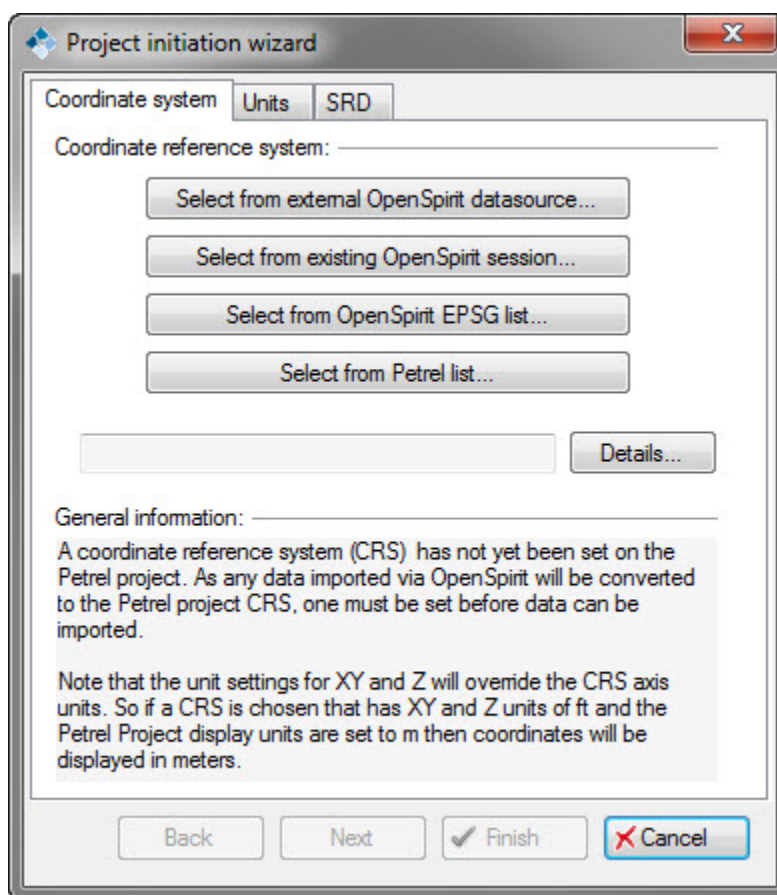 Project initiation wizard
x
Coordinate system Units SRD
Coordinate reference system:
Select from external OpenSpirit datasource...
Select from existing OpenSpirit session...
Select from OpenSpirit EPSG list...
Select from Petrel list...
Details...
General information:
A coordinate reference system (CRS) has not yet been set on the
Petrel project. As any data imported via OpenSpirit will be converted
to the Petrel project CRS, one must be set before data can be
imported.
Note that the unit settings for XY and Z will override the CRS axis
units. So if a CRS is chosen that has XY and Z units of ft and the
Petrel Project display units are set to m then coordinates will be
displayed in meters.
Back Next Finish Cancel